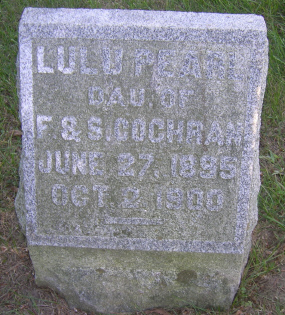 LULU PEARL
DAU. OF
F. & S. COCHRAN
JUNE 27, 1895
OCT. 2, 1900